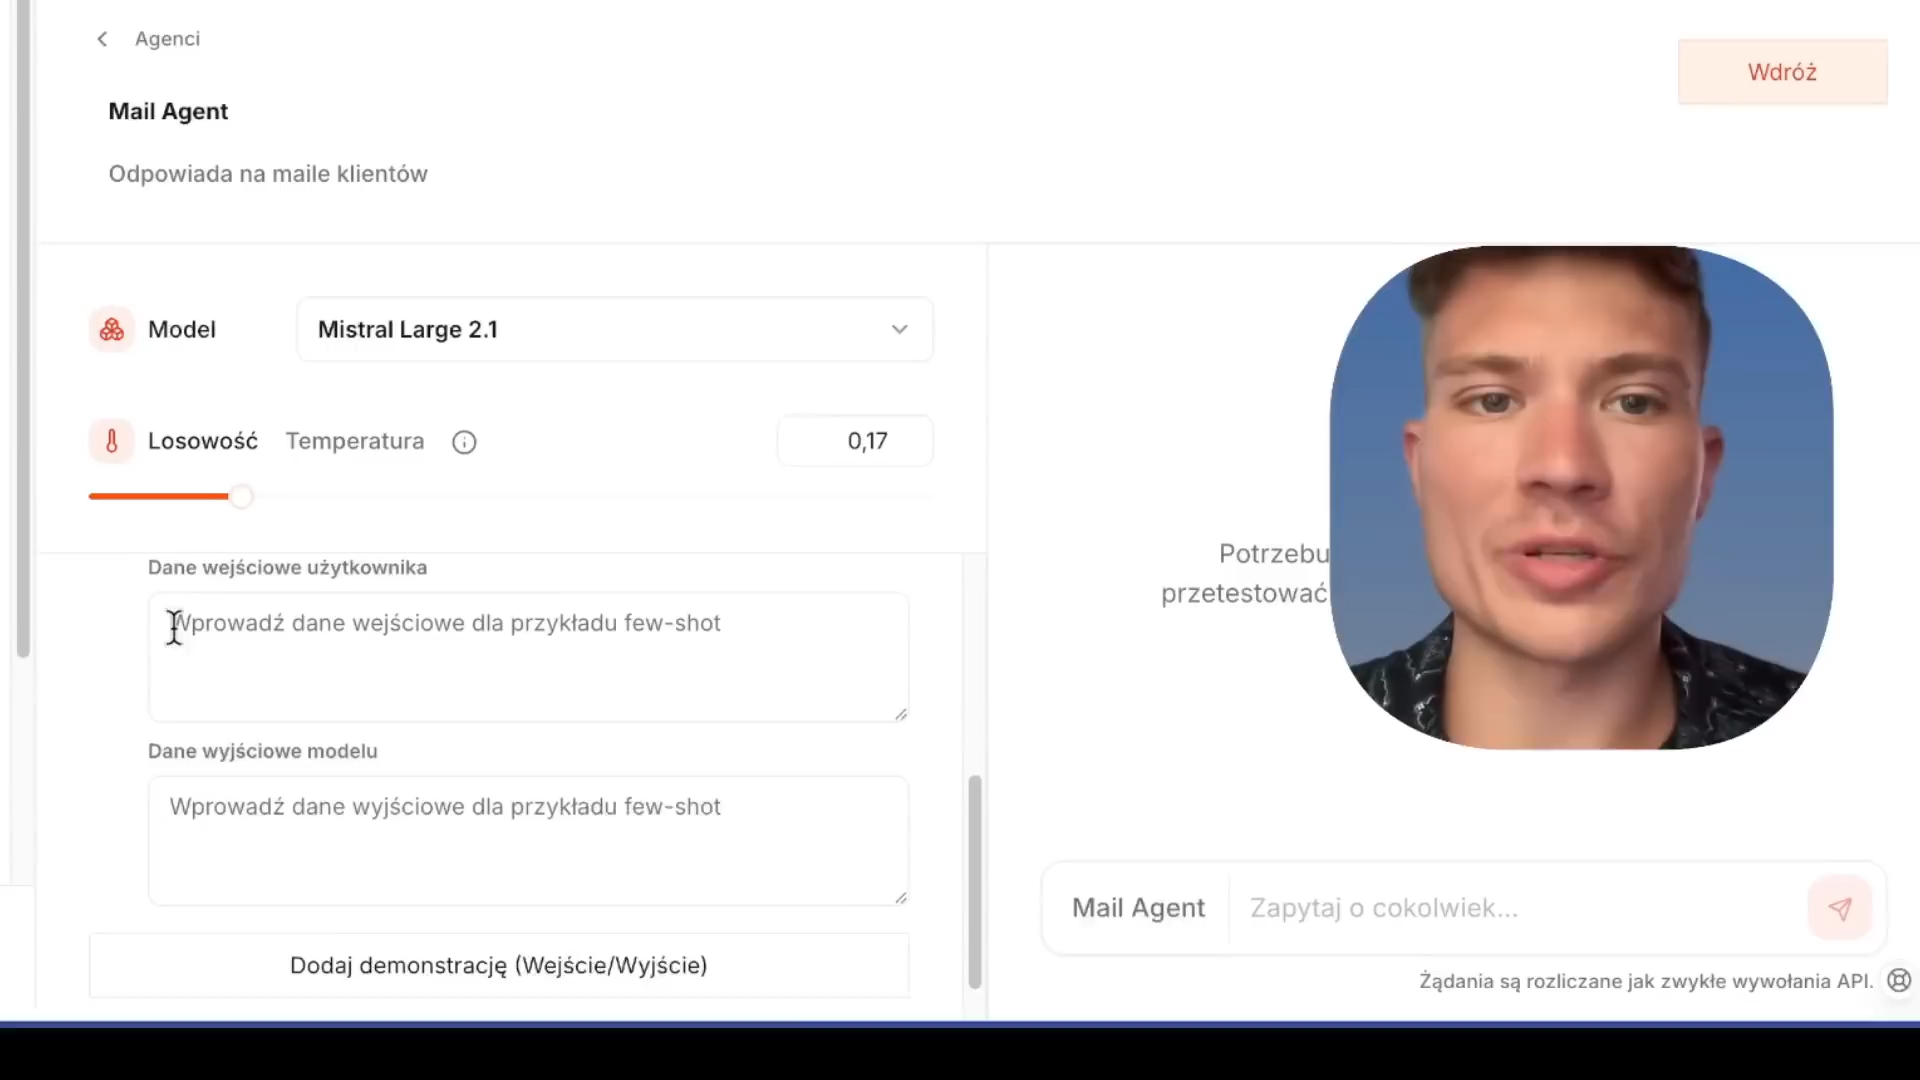 Agenci
Wdróż
Mail Agent
Odpowiada na maile klientów
Model
Mistral Large 2.1
Losowość Temperatura
0,17
Dane wejściowe użytkownika
Wprowadź dane wejściowe dla przykładu few-shot
Dane wyjściowe modelu
Wprowadź dane wyjściowe dla przykładu few-shot
Dodaj demonstrację (Wejście/Wyjście)
Potrzebu
przetestować
Mail Agent
Zapytaj o cokolwiek...
Żądania są rozliczane jak zwykłe wywołania API.